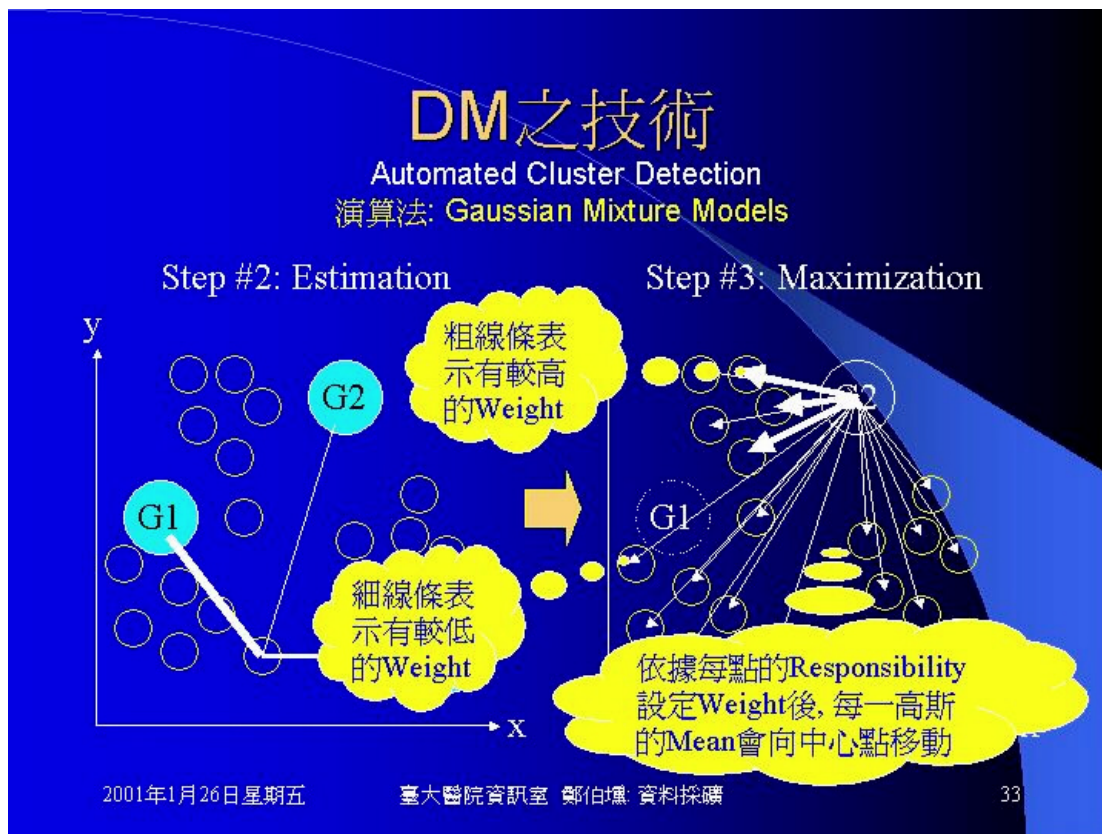 DM之技術
Automated Cluster Detection
演算法: Gaussian Mixture Models
Step #2: Estimation
Step #3: Maximization
y
粗線條表
示有較高
的Weight
G2
G2
G1
G1
細線條表
示有較低
的Weight
依據每點的Responsibility
設定Weight後, 每一高斯
的Mean會向中心點移動
x
2001年1月26日星期五
臺大醫院資訊室 鄭伯壎: 資料採礦
33